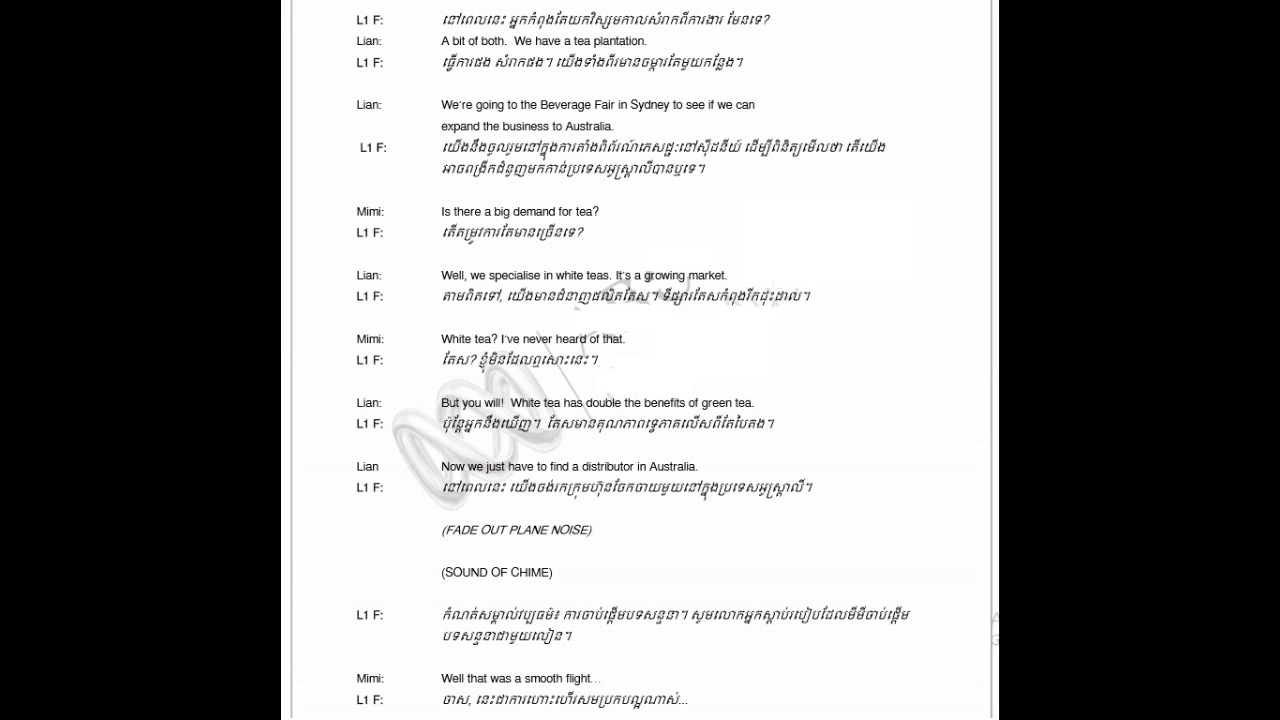 L1 F: នៅពេលនេះ អ្នកកំពុងតែយកវិស្សមកាលសំរាកពីការងារ មែនទេ?
Lian: A bit of both. We have a tea plantation.
L1 F: ធ្វើការផង សំរាកផង។ យើងទាំងពីរមានចម្ការតែមួយកន្លែង។
Lian: We're going to the Beverage Fair in Sydney to see if we can
expand the business to Australia.
L1 F: យើងនឹងចូលរួមនៅក្នុងការតាំងពិព័រណ៍ភេសជ្ជៈនៅស៊ីដនីយ៍ ដើម្បីពិនិត្យមើលថា តើយើង
អាចពង្រីកជំនួញមកកាន់ប្រទេសអូស្ត្រាលីបានឬទេ។
Mimi: Is there a big demand for tea?
L1 F: តើតម្រូវការតែមានច្រើនទេ?
Lian: Well, we specialise in white teas. It's a growing market.
L1 F: តាមពិតទៅ, យើងមានជំនាញផលិតតែស។ ទីផ្សារតែសកំពុងរីកដុះដាល។
Mimi: White tea? I've never heard of that.
L1 F: តែស? ខ្ញុំមិនដែលឮសោះនេះ។
Lian: But you will! White tea has double the benefits of green tea.
L1 F: ប៉ុន្តែអ្នកនឹងឃើញ។ តែសមានគុណភាពទ្វេភាគលើសពីតែបៃតង។
Lian Now we just have to find a distributor in Australia.
L1 F: នៅពេលនេះ យើងចង់រកក្រុមហ៊ុនចែកចាយមួយនៅក្នុងប្រទេសអូស្ត្រាលី។
(FADE OUT PLANE NOISE)
(SOUND OF CHIME)
L1 F: កំណត់សម្គាល់វប្បធម៌៖ ការចាប់ផ្តើមបទសន្ទនា។ សូមលោកអ្នកស្តាប់របៀបដែលមីមីចាប់ផ្តើម
បទសន្ទនាជាមួយលៀន។
Mimi: Well that was a smooth flight…
L1 F: ចាស, នេះជាការហោះហើរសមប្រកបល្អណាស់...